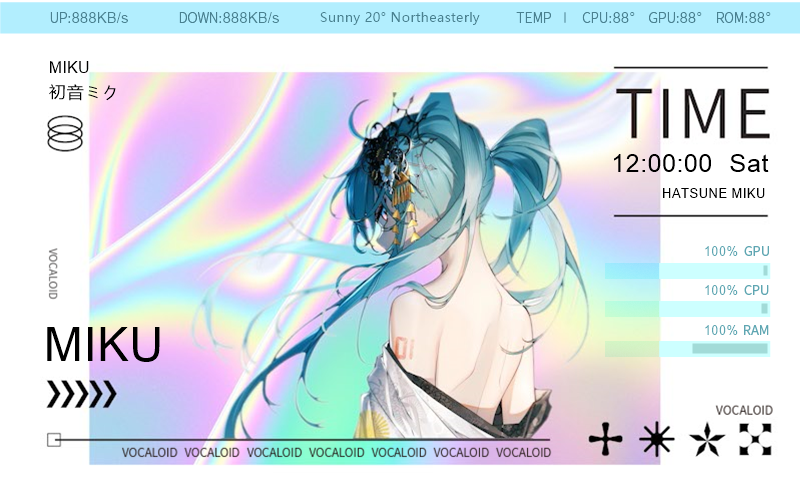 UP:888KB/s DOWN:888KB/s Sunny 20° Northeasterly TEMP | CPU:88° GPU:88° ROM:88°
MIKU
初音ミク
TIME
12:00:00 Sat
HATSUNE MIKU
VOCALOID
100% GPU
100% CPU
100% RAM
MIKU
01
VOCALOID
VOCALOID VOCALOID VOCALOID VOCALOID VOCALOID VOCALOID VOCALOID